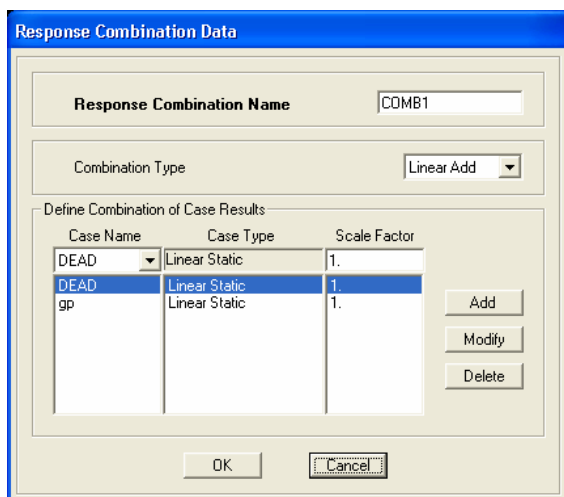 Response Combination Data
Response Combination Name COMB1
Combination Type Linear Add
Define Combination of Case Results
Case Name Case Type Scale Factor
DEAD Linear Static 1.
DEAD Linear Static 1.
gp Linear Static 1.
Add
Modify
Delete
OK Cancel